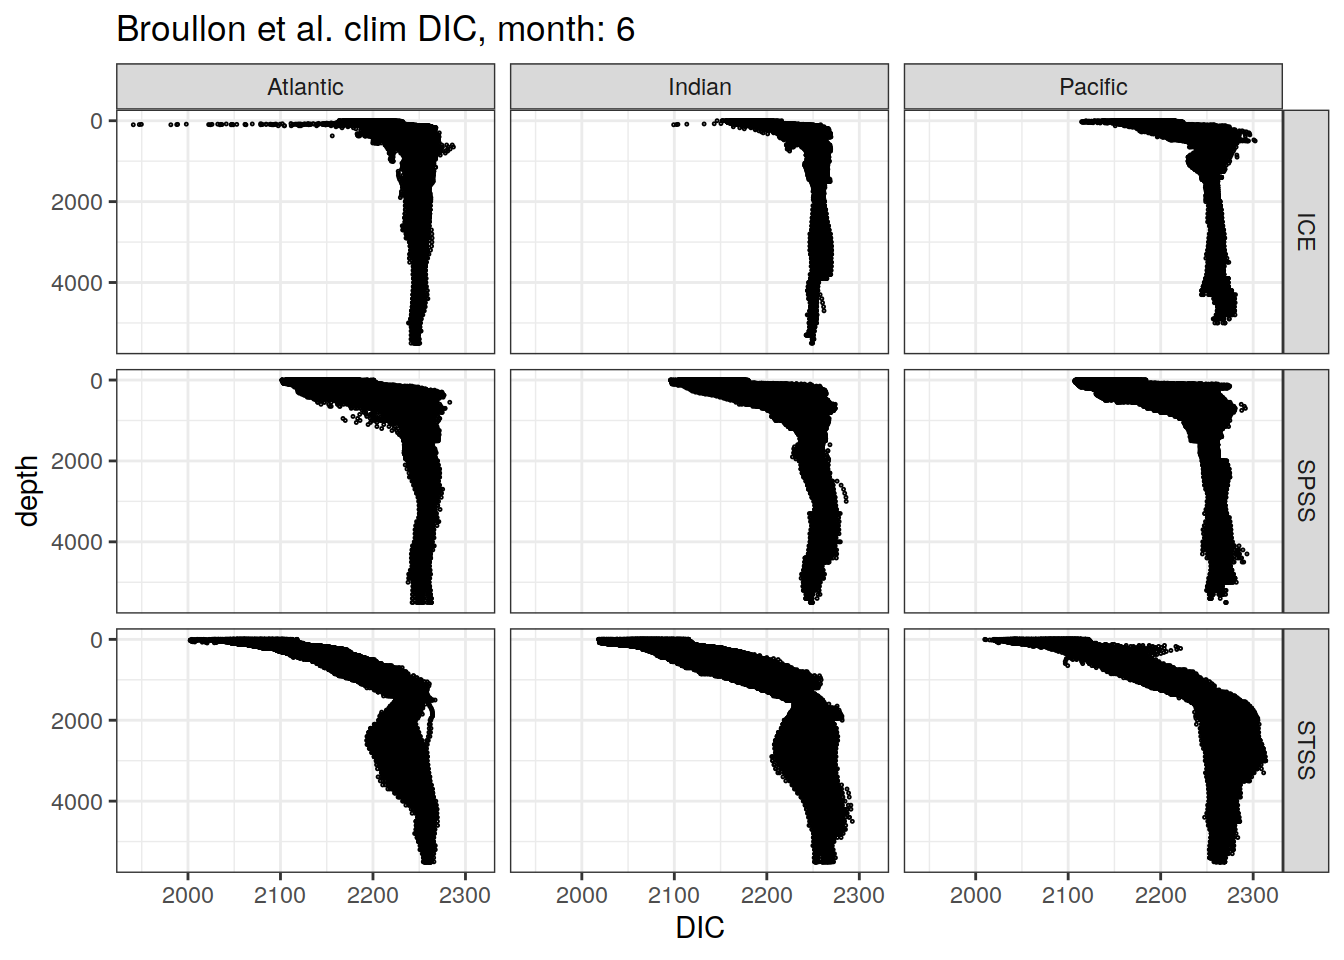 Broullon et al. clim DIC, month: 6
Atlantic Indian Pacific
0
2000
4000
ICE
0
2000
4000
SPSS
0
2000
4000
STSS
2000 2100 2200 2300 2000 2100 2200 2300 2000 2100 2200 2300
DIC
depth